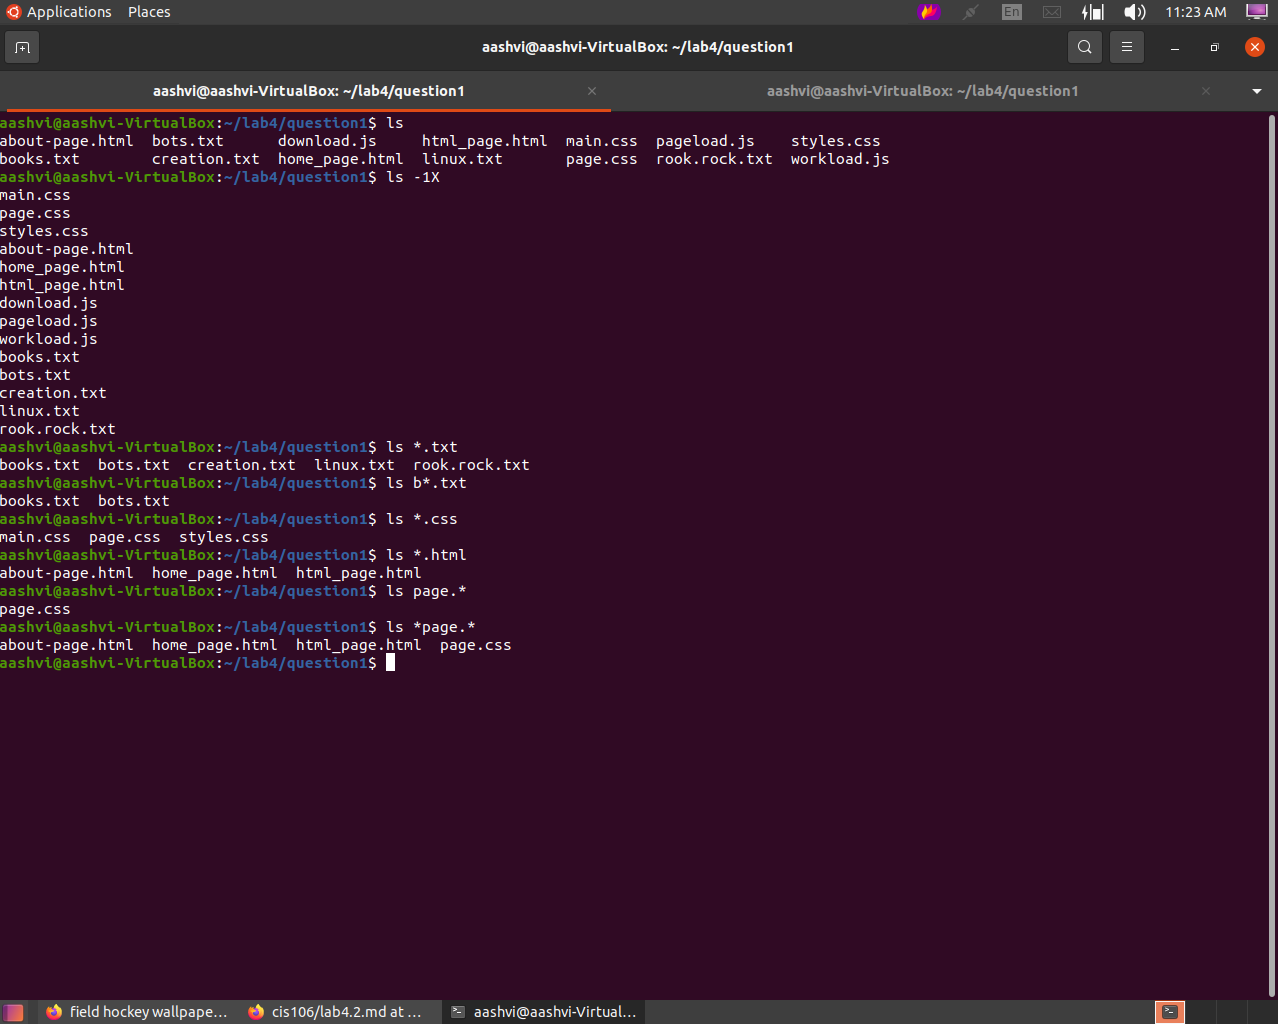 Applications Places En 11:23 AM
aashvi@aashvi-VirtualBox: ~/lab4/question1
aashvi@aashvi-VirtualBox: ~/lab4/question1 aashvi@aashvi-VirtualBox: ~/lab4/question1
aashvi@aashvi-VirtualBox:~/lab4/question1$ ls
about-page.html  bots.txt      download.js     html_page.html  main.css  pageload.js    styles.css
books.txt        creation.txt  home_page.html  linux.txt       page.css  rook.rock.txt  workload.js
aashvi@aashvi-VirtualBox:~/lab4/question1$ ls -1X
main.css
page.css
styles.css
about-page.html
home_page.html
html_page.html
download.js
pageload.js
workload.js
books.txt
bots.txt
creation.txt
linux.txt
rook.rock.txt
aashvi@aashvi-VirtualBox:~/lab4/question1$ ls *.txt
books.txt  bots.txt  creation.txt  linux.txt  rook.rock.txt
aashvi@aashvi-VirtualBox:~/lab4/question1$ ls b*.txt
books.txt  bots.txt
aashvi@aashvi-VirtualBox:~/lab4/question1$ ls *.css
main.css  page.css  styles.css
aashvi@aashvi-VirtualBox:~/lab4/question1$ ls *.html
about-page.html  home_page.html  html_page.html
aashvi@aashvi-VirtualBox:~/lab4/question1$ ls page.*
page.css
aashvi@aashvi-VirtualBox:~/lab4/question1$ ls *page.*
about-page.html  home_page.html  html_page.html  page.css
aashvi@aashvi-VirtualBox:~/lab4/question1$
field hockey wallpape... cis106/lab4.2.md at ... aashvi@aashvi-Virtual...